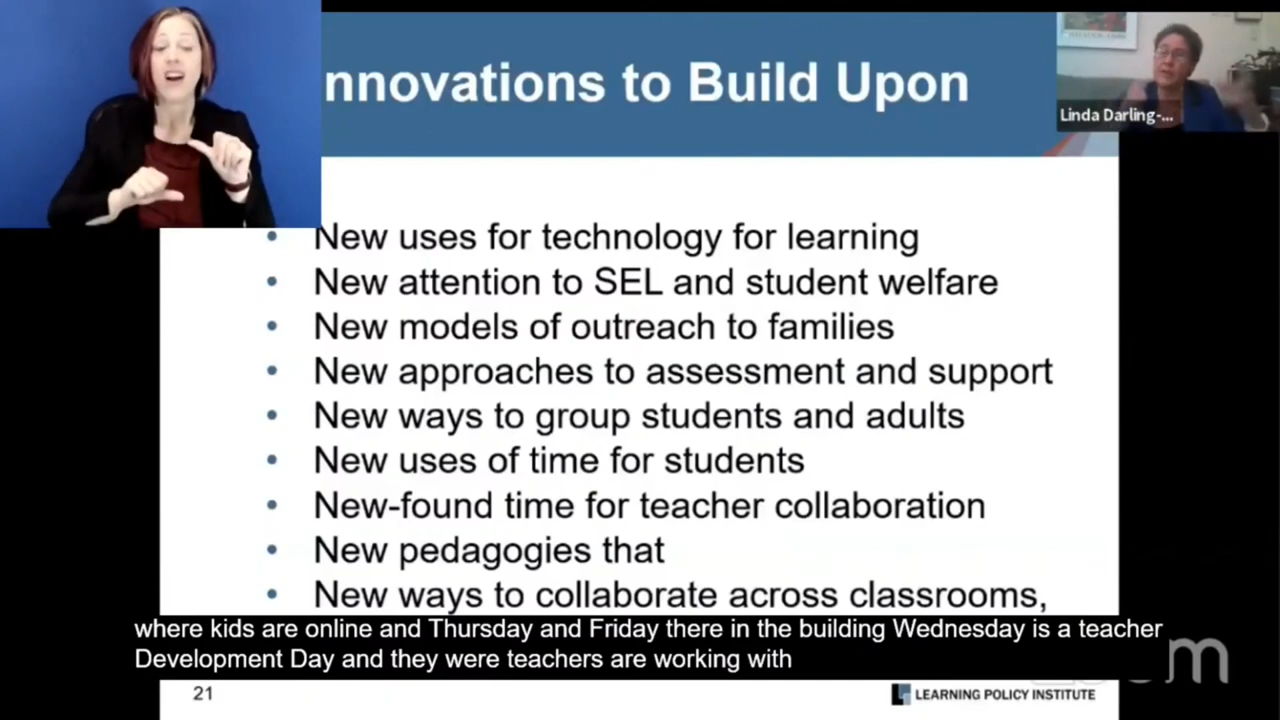 nnovations to Build Upon
Linda Darling-...
• New uses for technology for learning
• New attention to SEL and student welfare
• New models of outreach to families
• New approaches to assessment and support
• New ways to group students and adults
• New uses of time for students
• New-found time for teacher collaboration
• New pedagogies that
• New ways to collaborate across classrooms,
where kids are online and Thursday and Friday there in the building Wednesday is a teacher
Development Day and they were teachers are working with
21
LEARNING POLICY INSTITUTE